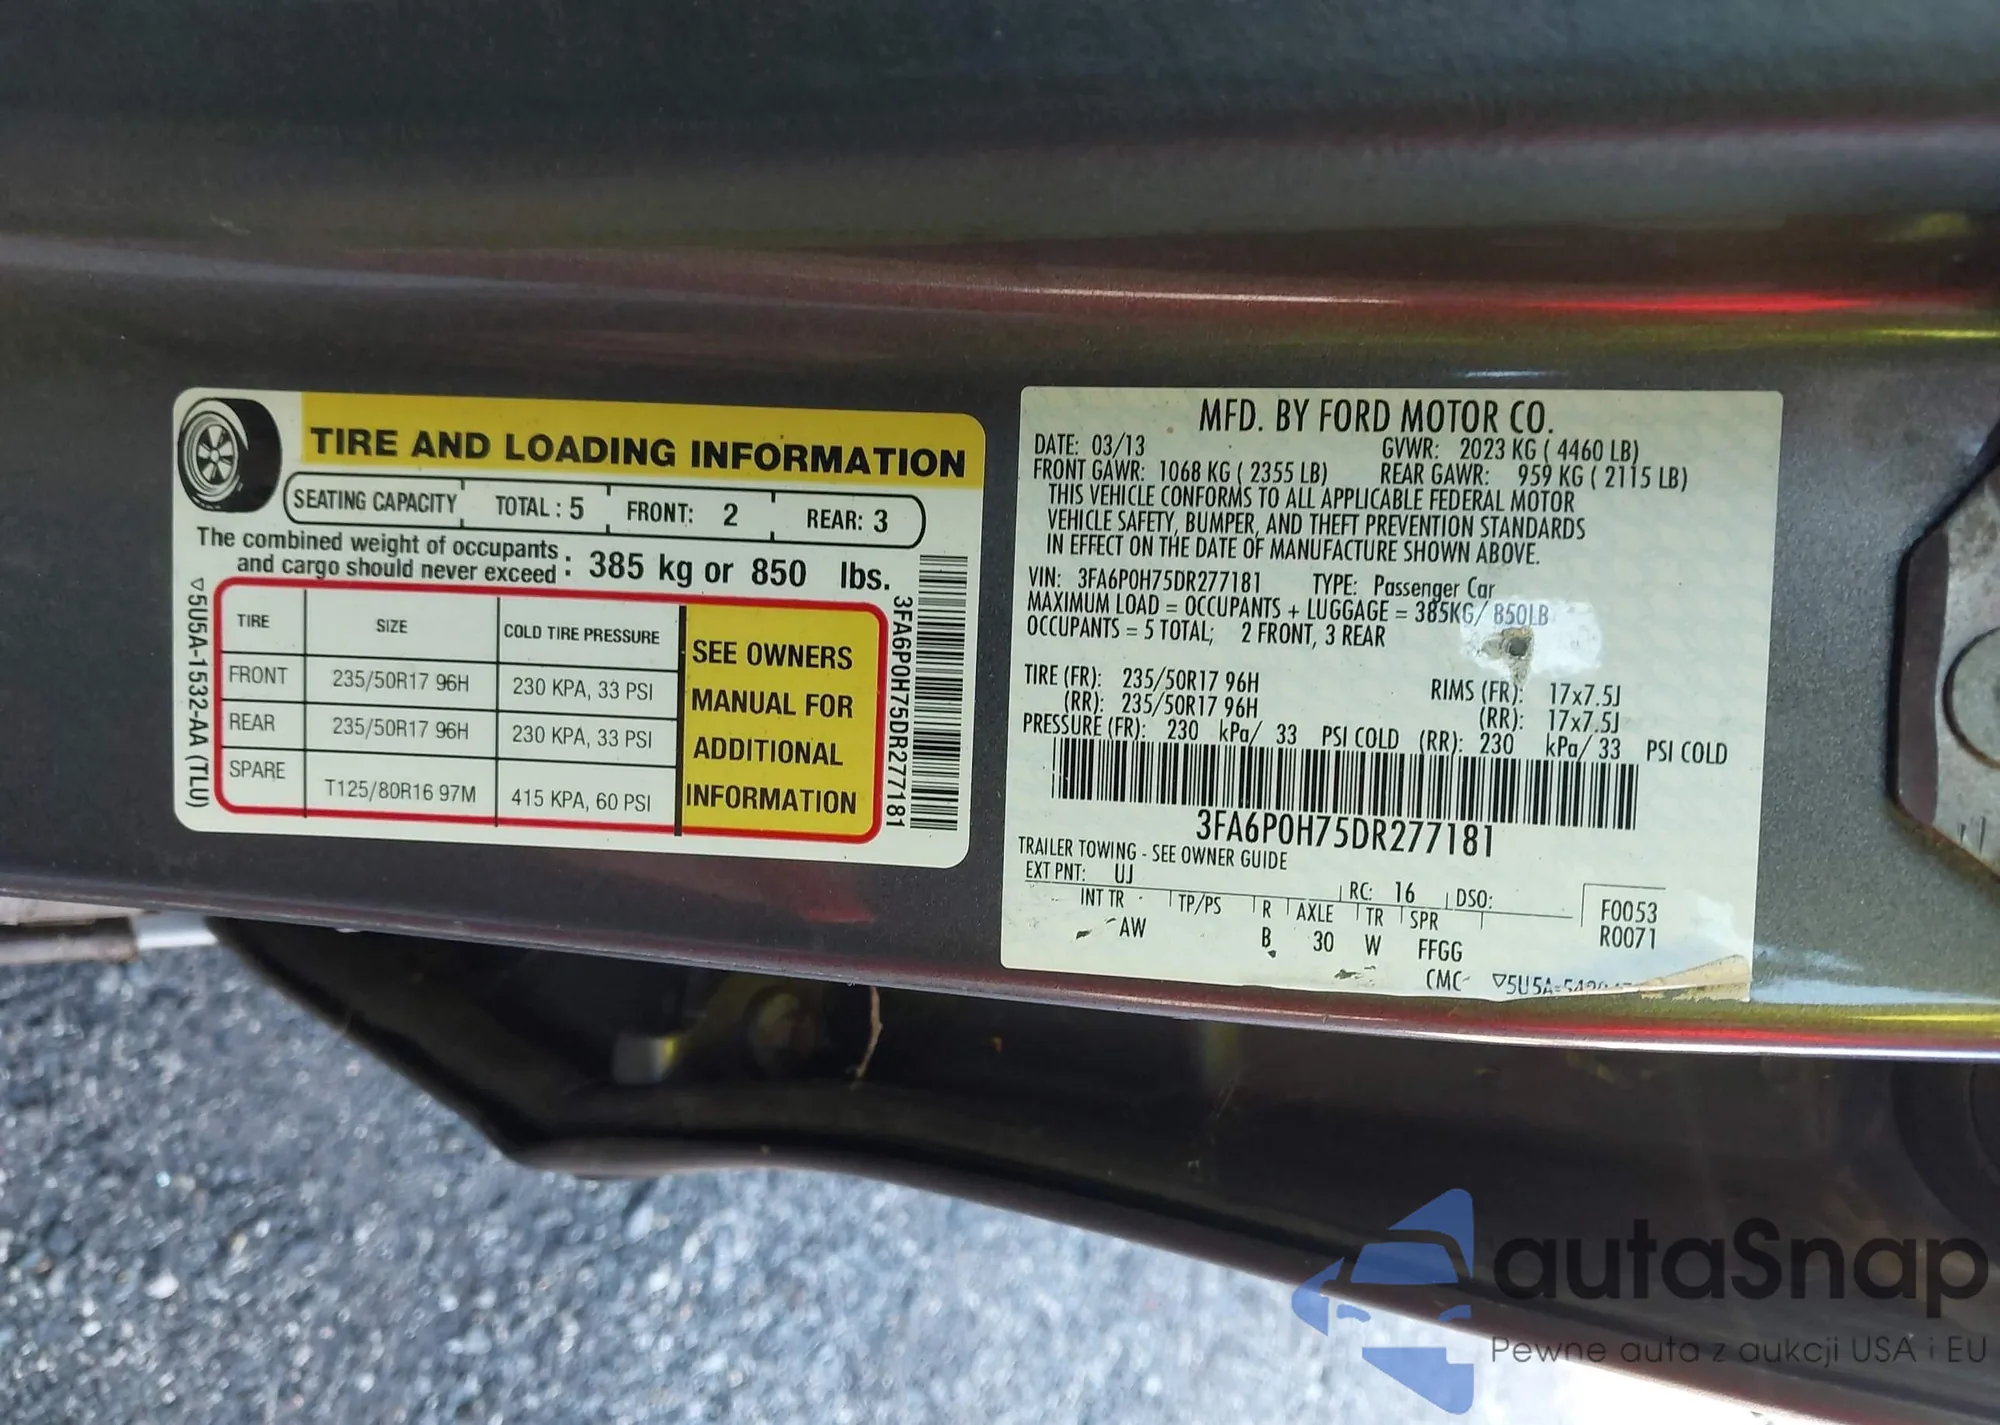 TIRE AND LOADING INFORMATION
SEATING CAPACITY TOTAL : 5 FRONT: 2 REAR: 3
The combined weight of occupants
and cargo should never exceed : 385 kg or 850 lbs.
TIRE SIZE COLD TIRE PRESSURE
FRONT 235/50R17 96H 230 KPA, 33 PSI
REAR 235/50R17 96H 230 KPA, 33 PSI
SPARE T125/80R16 97M 415 KPA, 60 PSI
SEE OWNERS
MANUAL FOR
ADDITIONAL
INFORMATION
5U5A-1532-AA (TLU)
3FA6P0H75DR277181
MFD. BY FORD MOTOR CO.
DATE: 03/13 GVWR: 2023 KG ( 4460 LB)
FRONT GAWR: 1068 KG ( 2355 LB) REAR GAWR: 959 KG ( 2115 LB)
THIS VEHICLE CONFORMS TO ALL APPLICABLE FEDERAL MOTOR
VEHICLE SAFETY, BUMPER, AND THEFT PREVENTION STANDARDS
IN EFFECT ON THE DATE OF MANUFACTURE SHOWN ABOVE.
VIN: 3FA6P0H75DR277181 TYPE: Passenger Car
MAXIMUM LOAD = OCCUPANTS + LUGGAGE = 385KG/ 850LB
OCCUPANTS = 5 TOTAL; 2 FRONT, 3 REAR
TIRE (FR): 235/50R17 96H RIMS (FR): 17x7.5J
(RR): 235/50R17 96H (RR): 17x7.5J
PRESSURE (FR): 230 kPa/ 33 PSI COLD (RR): 230 kPa/ 33 PSI COLD
3FA6P0H75DR277181
TRAILER TOWING - SEE OWNER GUIDE
EXT PNT: UJ RC: 16 DSO:
INT TR TP/PS R AXLE TR SPR F0053
AW B 30 W FFGG R0071
CMC
autaSnap
Pewne auta z aukcji USA i EU